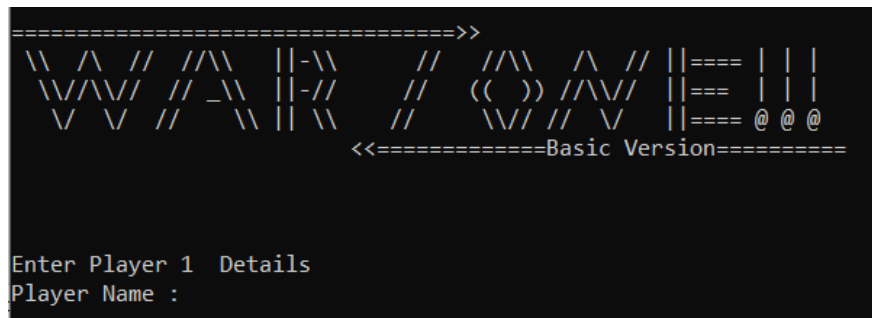 ==================================>>
 \\  /\  //  //\\   ||-\\      //   //\\   /\  // ||==== | | |
  \\//\\//  // _\\  ||-//     //   ((  )) //\\//  ||===  | | |
   \/  \/  //    \\ || \\    //     \\// //  \/   ||==== @ @ @
                          <<=============Basic Version==========
Enter Player 1  Details
Player Name :